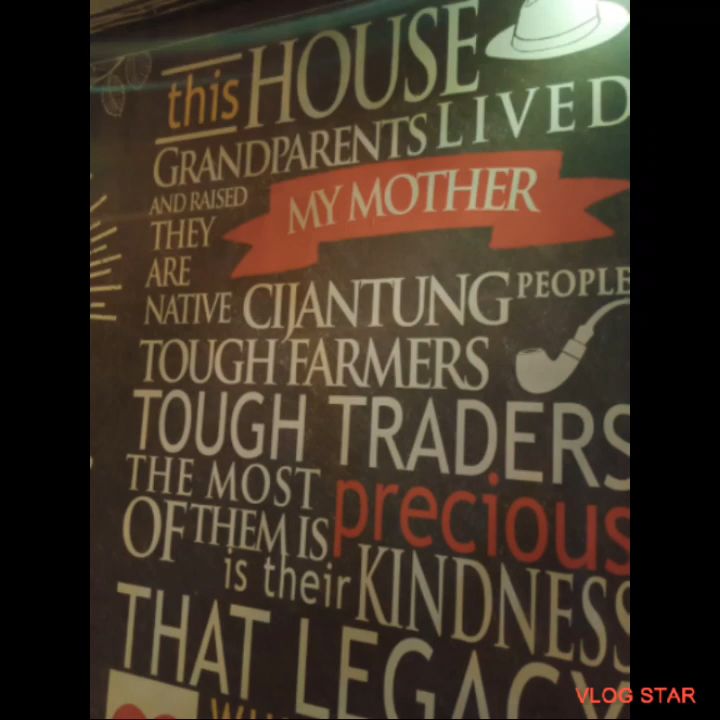 this HOUSE
GRANDPARENTS LIVED
AND RAISED MY MOTHER
THEY
ARE
NATIVE CIJANTUNG PEOPLE
TOUGH FARMERS
TOUGH TRADERS
THE MOST precious
OF THEM IS
is their KINDNESS
THAT LEGACY
VLOG STAR